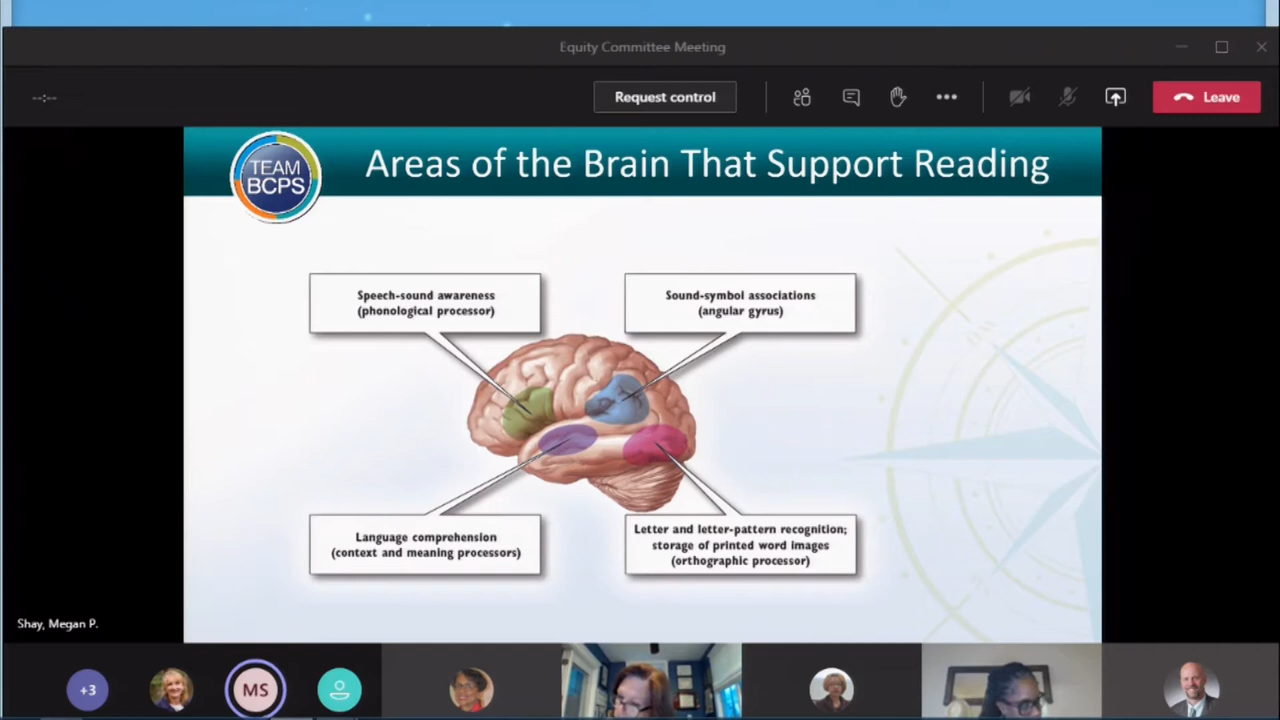 Equity Committee Meeting
--:--
Request control
Leave
TEAM
BCPS
Areas of the Brain That Support Reading
Speech-sound awareness
(phonological processor)
Sound-symbol associations
(angular gyrus)
Language comprehension
(context and meaning processors)
Letter and letter-pattern recognition;
storage of printed word images
(orthographic processor)
Shay, Megan P.
+3
MS